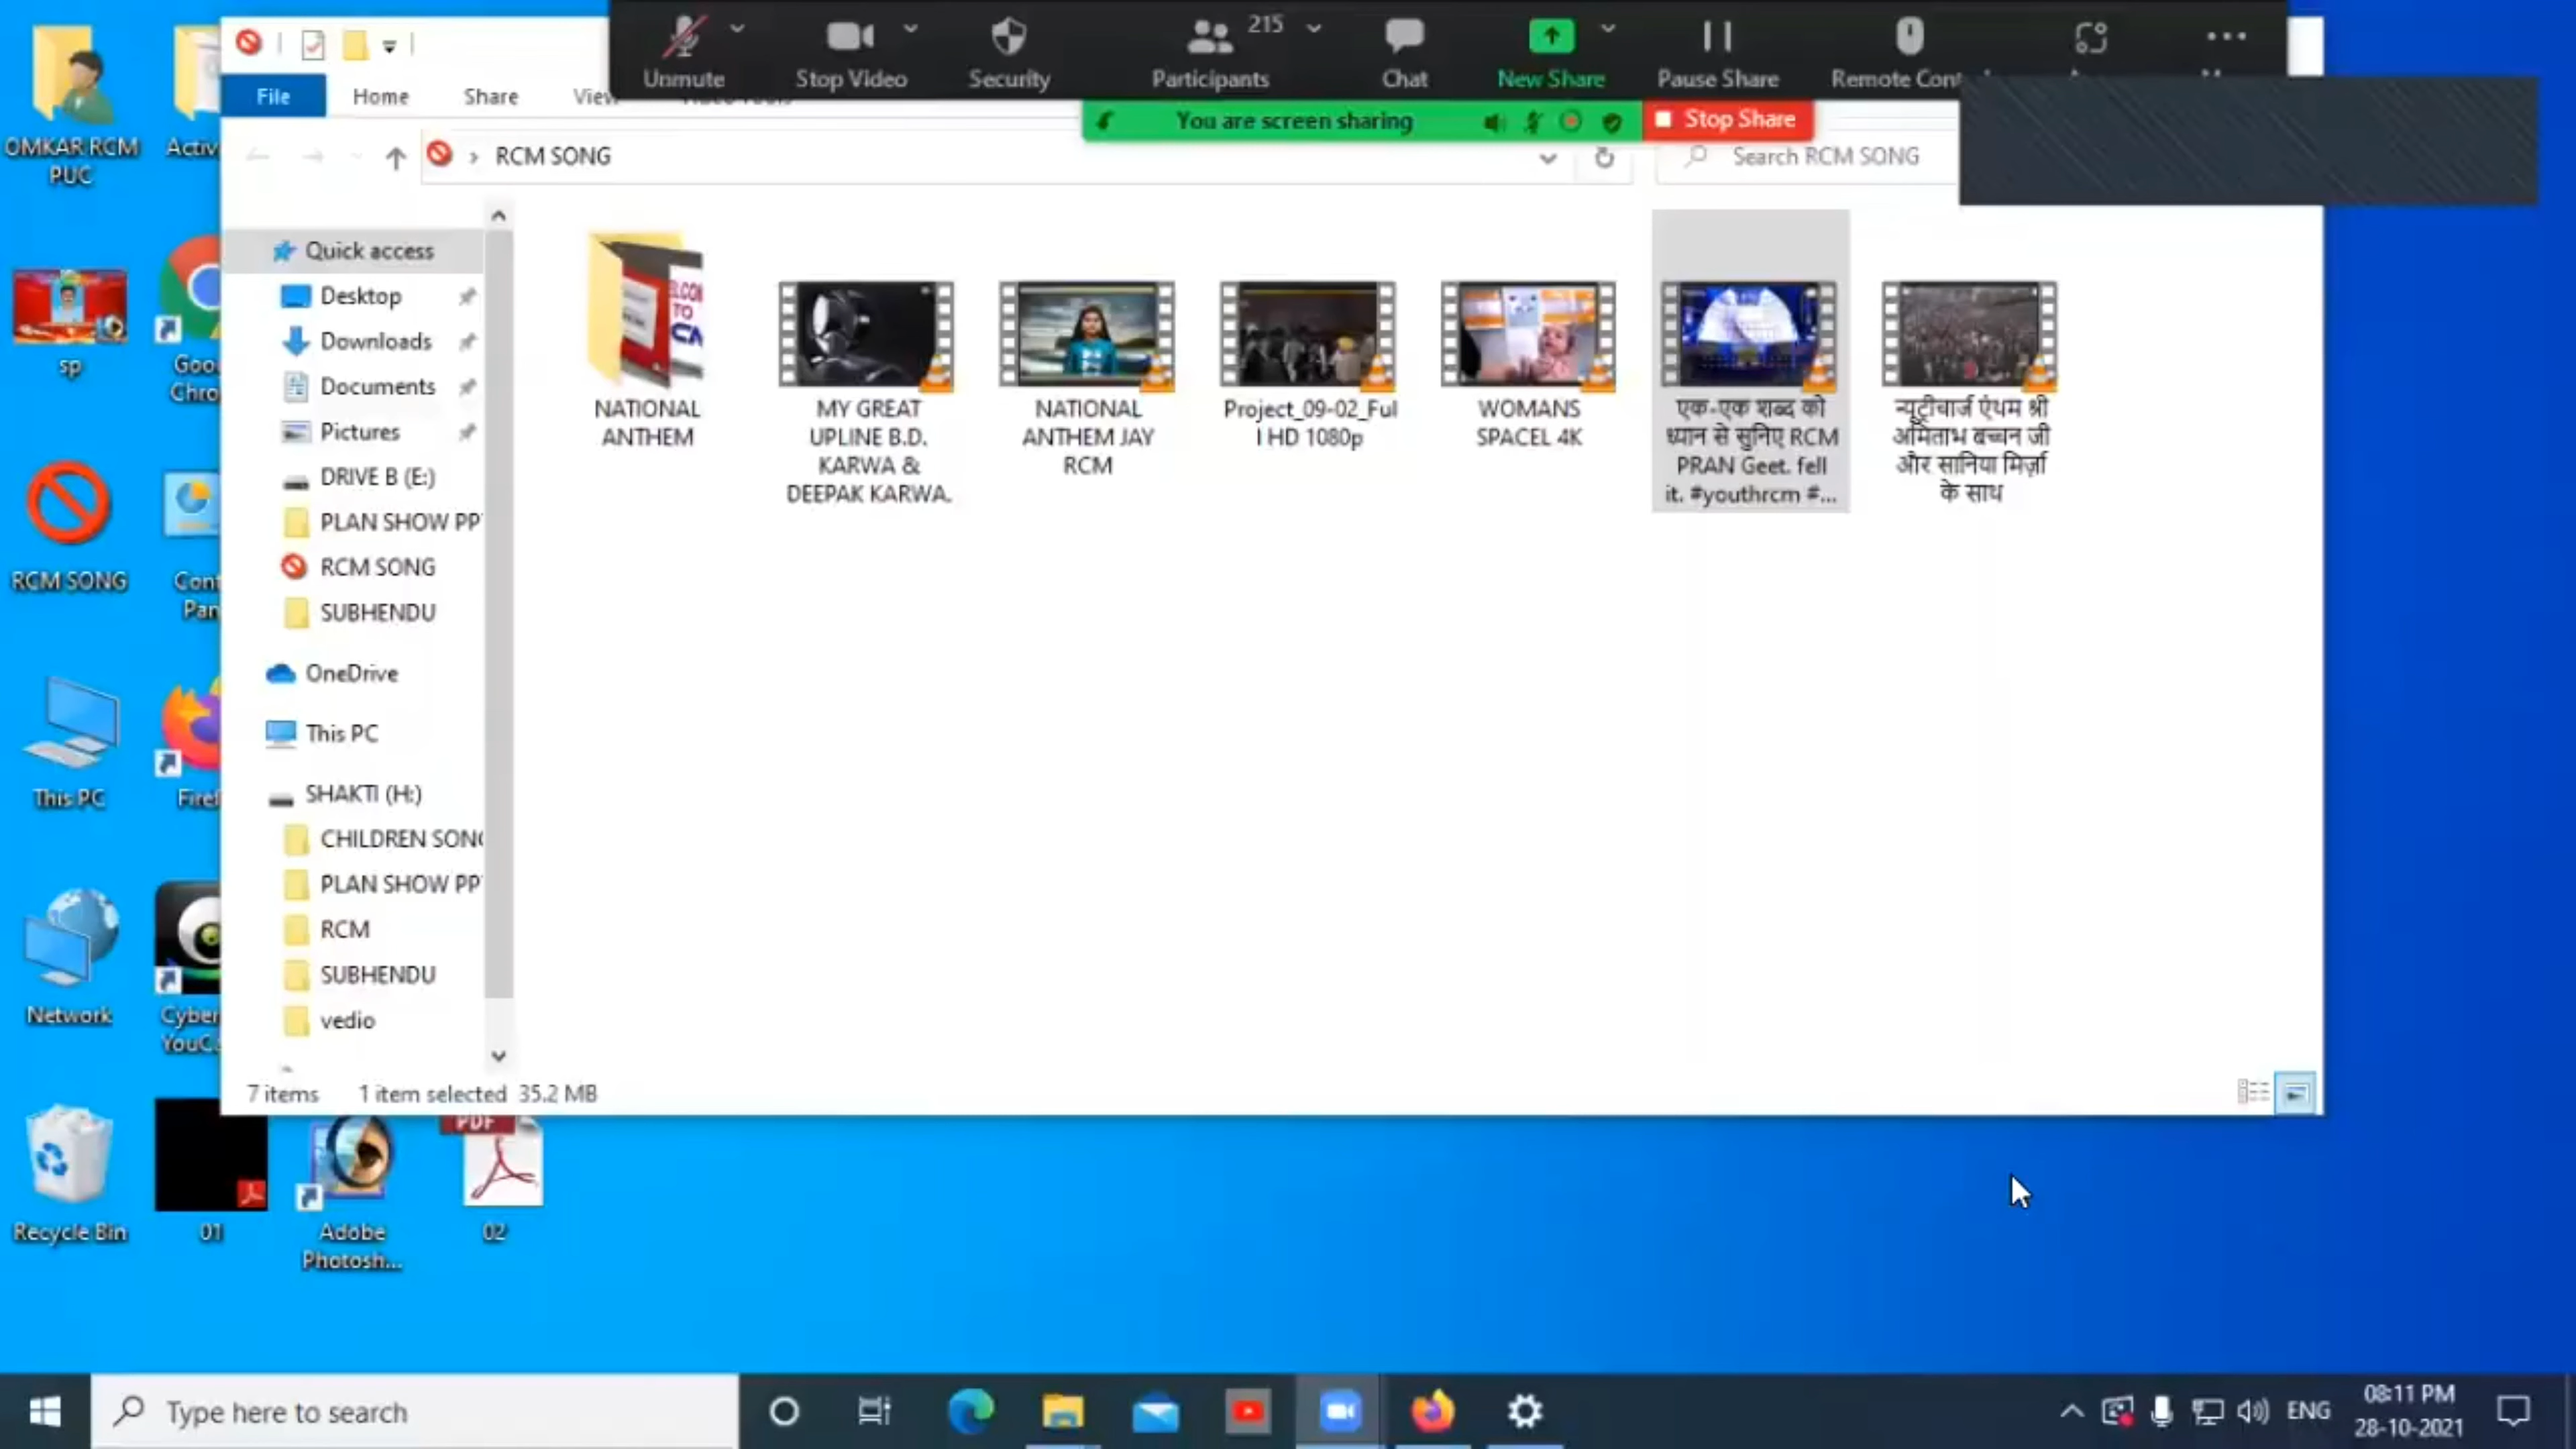 Unmute
Stop Video
Security
215
Participants
Chat
New Share
Pause Share
Remote Cont
You are screen sharing
Stop Share
File
Home
Share
View
RCM SONG
Search RCM SONG
OMKAR RCM
PUC
Activ
sp
Goo
Chro
RCM SONG
Cont
Pan
This PC
Firef
Network
Cyber
YouC
Recycle Bin
01
Adobe
Photosh...
PDF
02
Quick access
Desktop
Downloads
Documents
Pictures
DRIVE B (E:)
PLAN SHOW PP
RCM SONG
SUBHENDU
OneDrive
This PC
SHAKTI (H:)
CHILDREN SON
PLAN SHOW PP
RCM
SUBHENDU
vedio
NATIONAL
ANTHEM
MY GREAT
UPLINE B.D.
KARWA &
DEEPAK KARWA.
NATIONAL
ANTHEM JAY
RCM
Project_09-02_Ful
l HD 1080p
WOMANS
SPACEL 4K
एक-एक शब्द को
ध्यान से सुनिए RCM
PRAN Geet. fell
it. #youthrcm #...
न्यूट्रीचार्ज एंथम श्री
अमिताभ बच्चन जी
और सानिया मिर्ज़ा
के साथ
7 items
1 item selected 35.2 MB
Type here to search
ENG
08:11 PM
28-10-2021